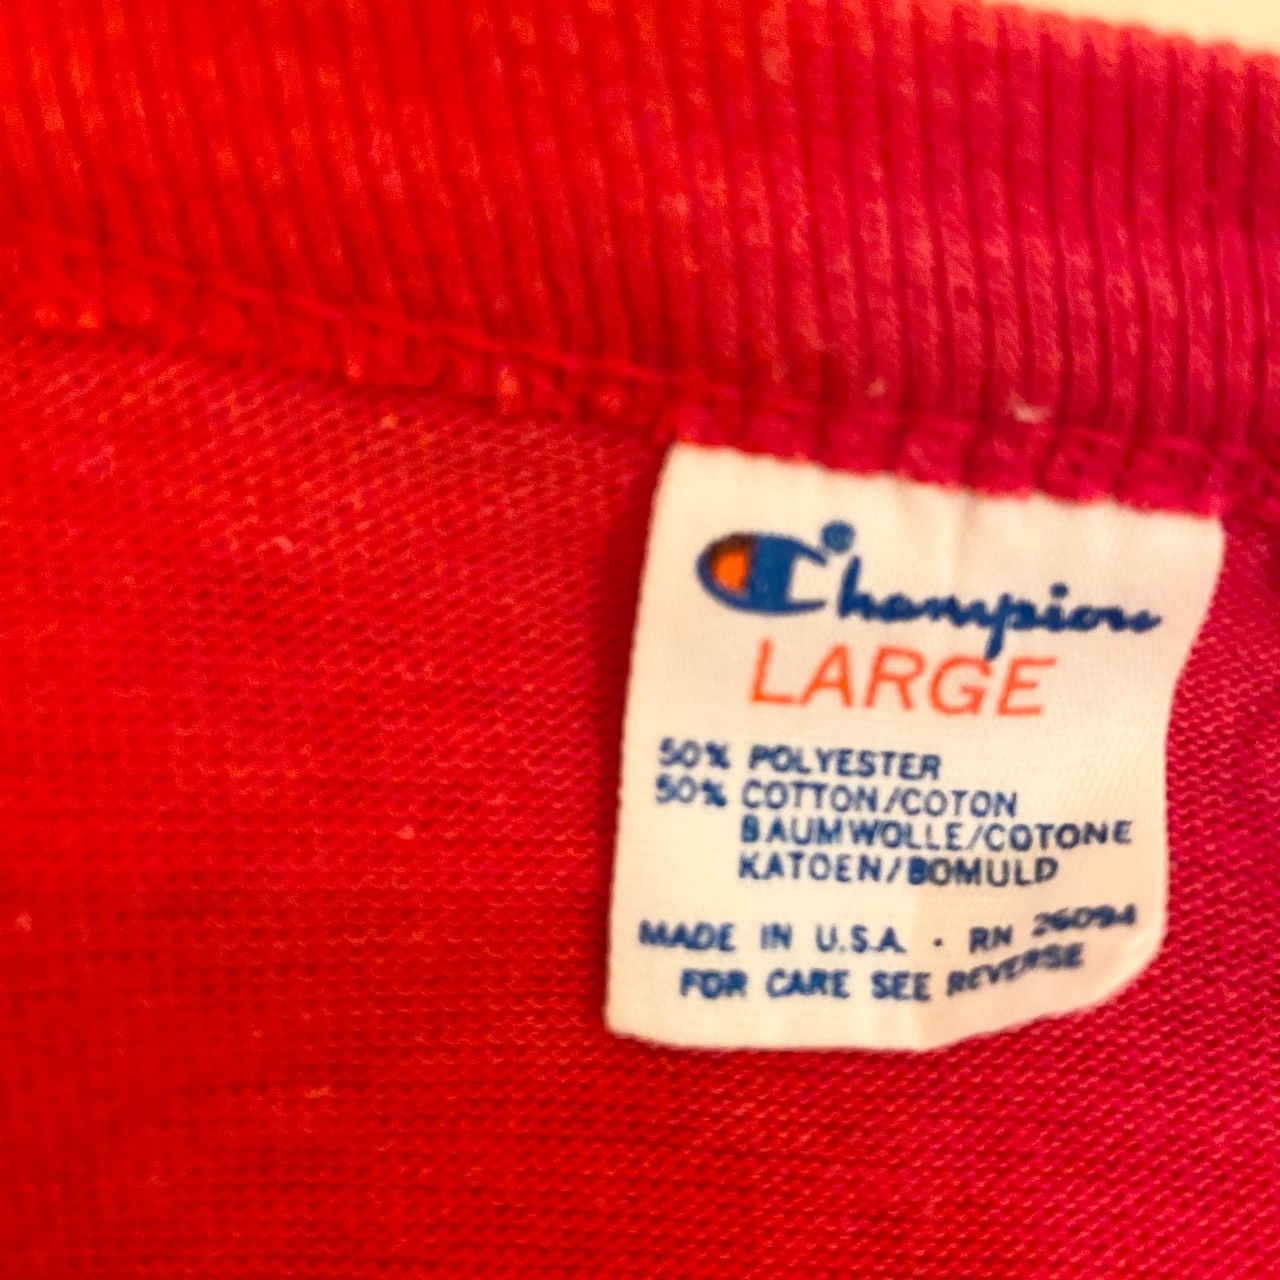 Champion®
LARGE
50% POLYESTER
50% COTTON/COTON
BAUMWOLLE/COTONE
KATOEN/BOMULD
MADE IN U.S.A. · RN 26094
FOR CARE SEE REVERSE